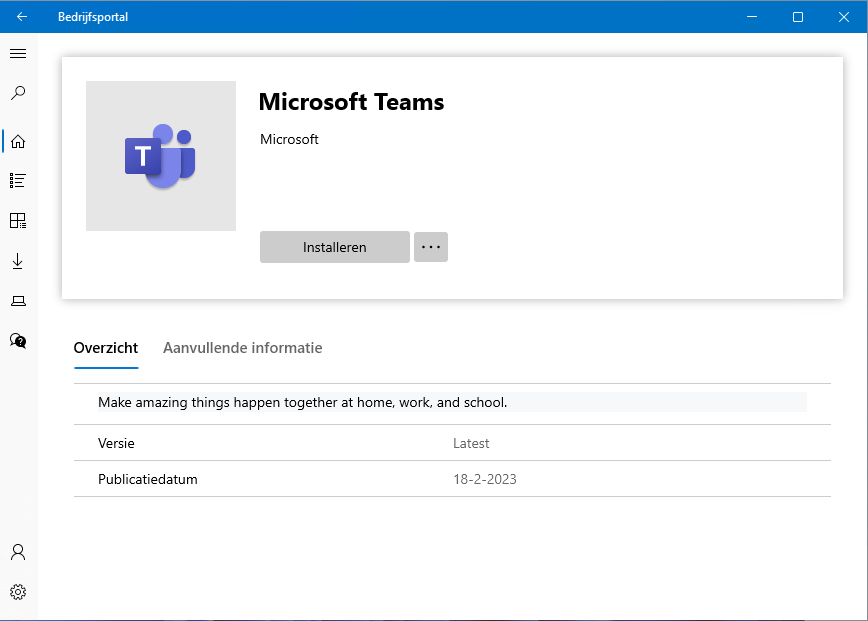 Bedrijfsportal
T
Microsoft Teams
Microsoft
Installeren
Overzicht Aanvullende informatie
Make amazing things happen together at home, work, and school.
Versie Latest
Publicatiedatum 18-2-2023